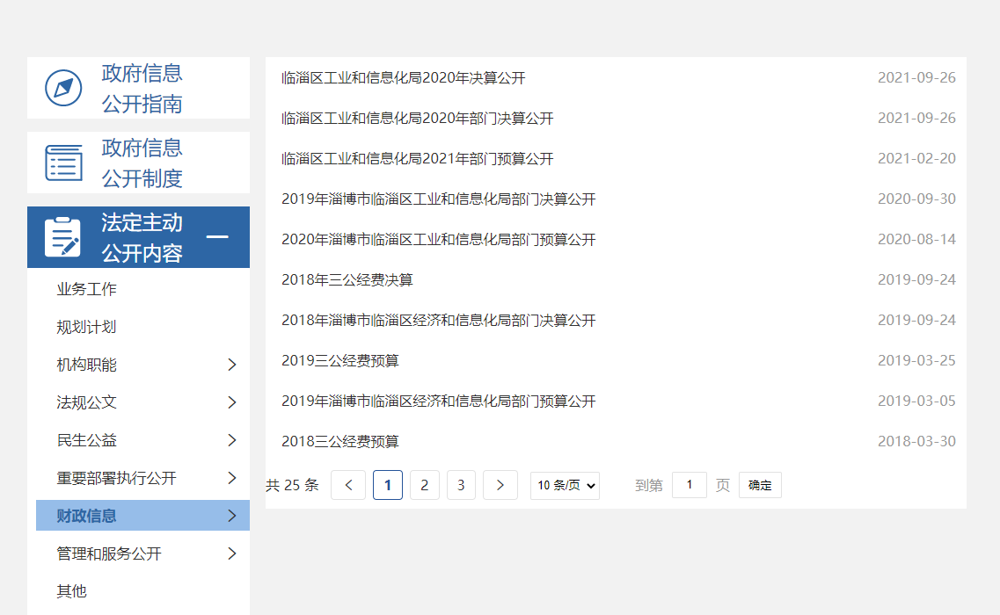 政府信息
公开指南
政府信息
公开制度
法定主动
公开内容
业务工作
规划计划
机构职能
法规公文
民生公益
重要部署执行公开
财政信息
管理和服务公开
其他
临淄区工业和信息化局2020年决算公开 2021-09-26
临淄区工业和信息化局2020年部门决算公开 2021-09-26
临淄区工业和信息化局2021年部门预算公开 2021-02-20
2019年淄博市临淄区工业和信息化局部门决算公开 2020-09-30
2020年淄博市临淄区工业和信息化局部门预算公开 2020-08-14
2018年三公经费决算 2019-09-24
2018年淄博市临淄区经济和信息化局部门决算公开 2019-09-24
2019三公经费预算 2019-03-25
2019年淄博市临淄区经济和信息化局部门预算公开 2019-03-05
2018三公经费预算 2018-03-30
共 25 条 1 2 3 10 条/页 到第 1 页 确定